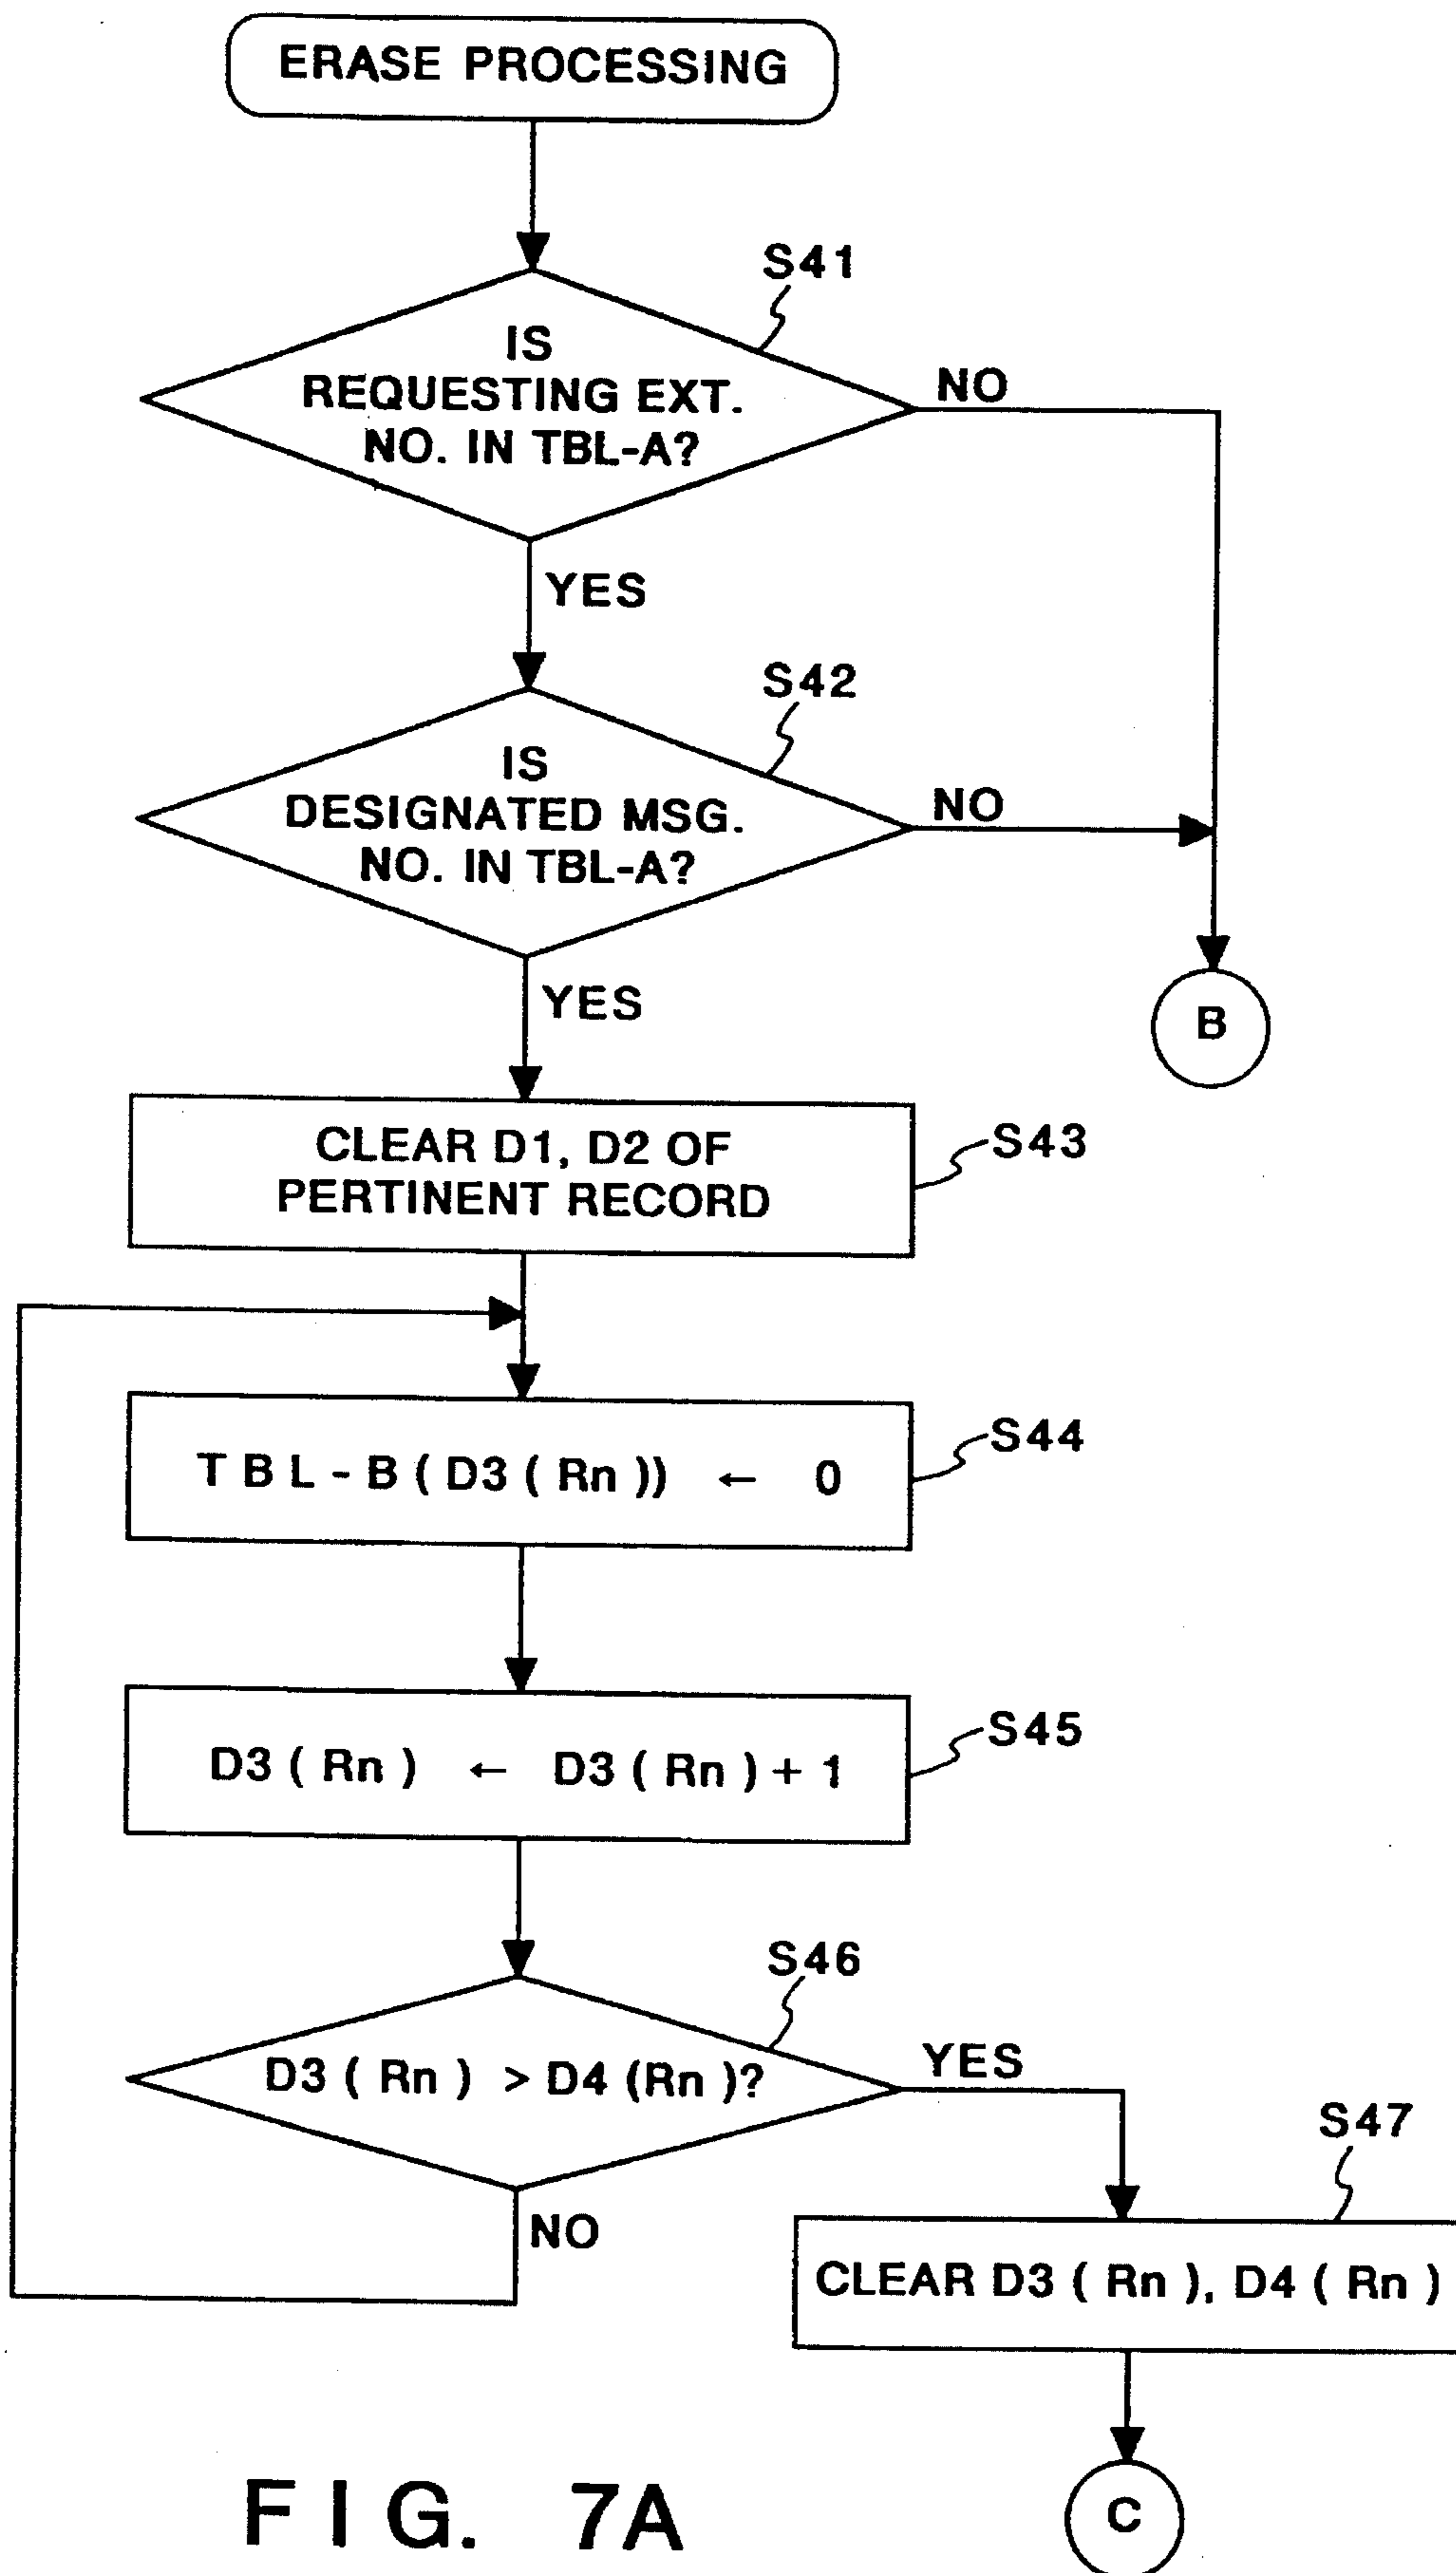 ERASE PROCESSING
S41
IS
REQUESTING EXT.
NO. IN TBL-A?
NO
YES
S42
IS
DESIGNATED MSG.
NO. IN TBL-A?
NO
YES
B
CLEAR D1, D2 OF
PERTINENT RECORD
S43
TBL-B(D3(Rn)) ← 0
S44
D3(Rn) ← D3(Rn)+1
S45
S46
D3(Rn) > D4(Rn)?
YES
NO
S47
CLEAR D3(Rn), D4(Rn)
C
FIG. 7A